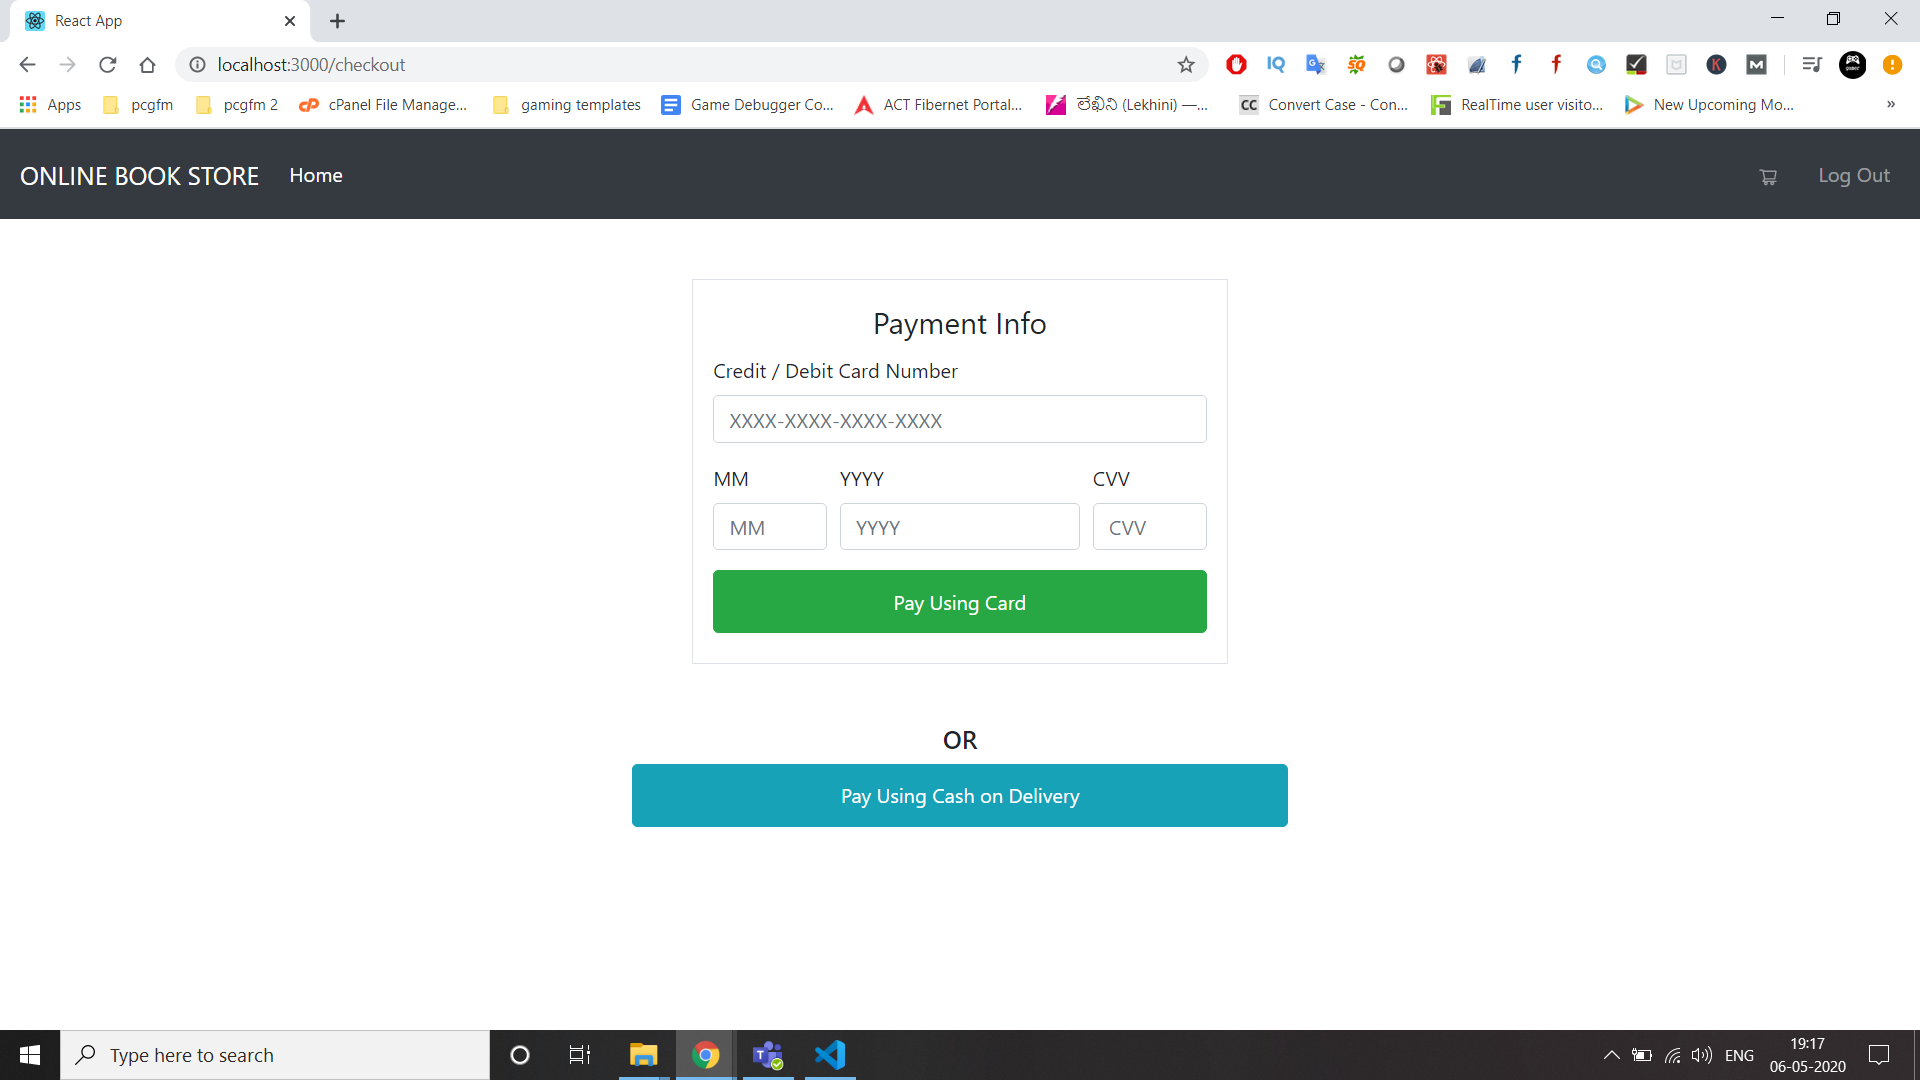 React App
localhost:3000/checkout
Apps pcgfm pcgfm 2 cPanel File Manage... gaming templates Game Debugger Co... ACT Fibernet Portal... లేఖిని (Lekhini) —... CC Convert Case - Con... RealTime user visito... New Upcoming Mo... »
ONLINE BOOK STORE Home Log Out
Payment Info
Credit / Debit Card Number
XXXX-XXXX-XXXX-XXXX
MM YYYY CVV
MM YYYY CVV
Pay Using Card
OR
Pay Using Cash on Delivery
Type here to search
ENG
19:17
06-05-2020